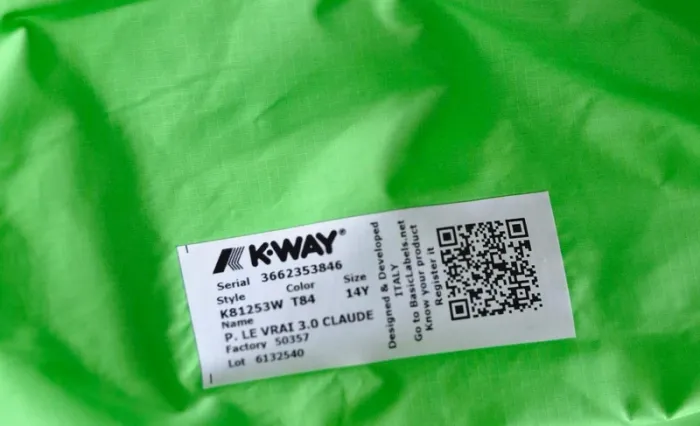 K-WAY®
Serial 3662353846
Style Color Size
K81253W T84 14Y
Name
P. LE VRAI 3.0 CLAUDE
Factory 50357
Lot 6132540
Designed & Developed
ITALY
Go to BasicLabels.net
Know your product
Register it